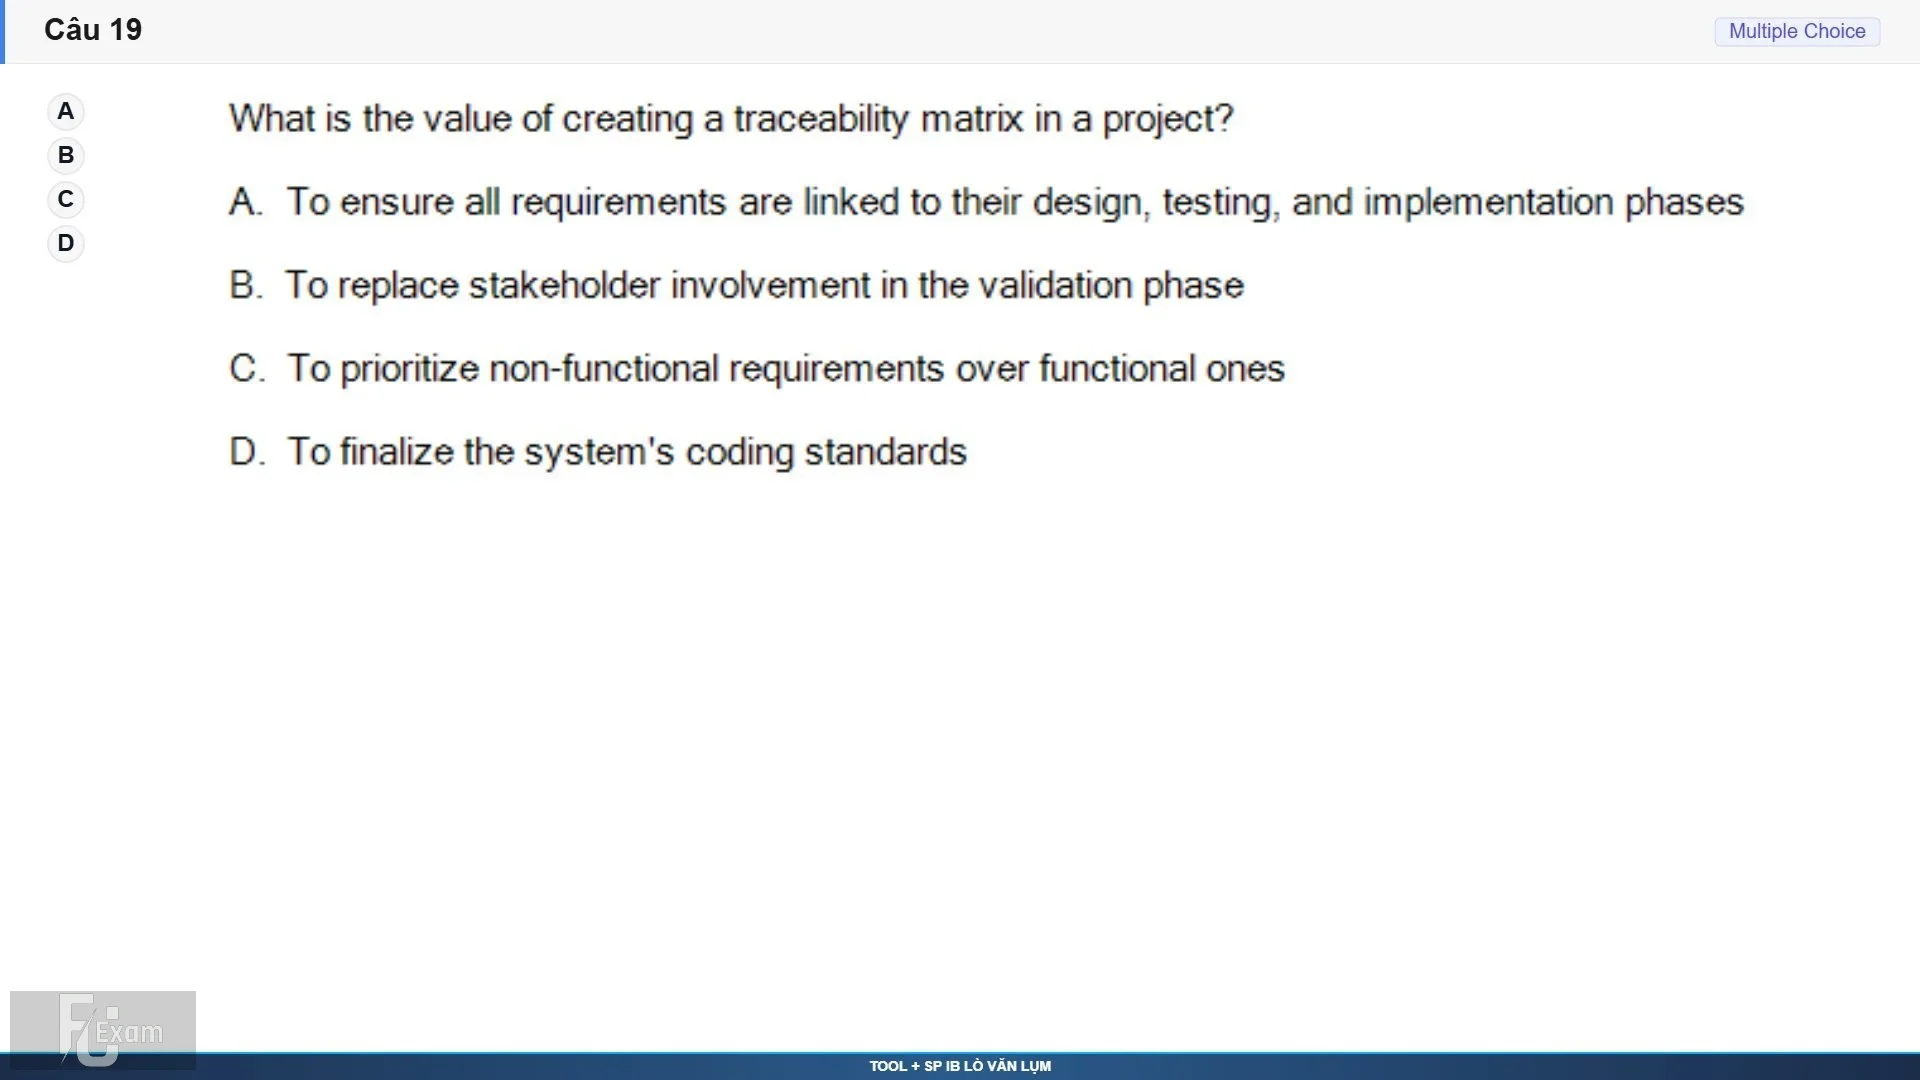 Câu 19
Multiple Choice
A
B
C
D
What is the value of creating a traceability matrix in a project?
A. To ensure all requirements are linked to their design, testing, and implementation phases
B. To replace stakeholder involvement in the validation phase
C. To prioritize non-functional requirements over functional ones
D. To finalize the system's coding standards
FU Exam
TOOL + SP IB LÒ VĂN LỤM